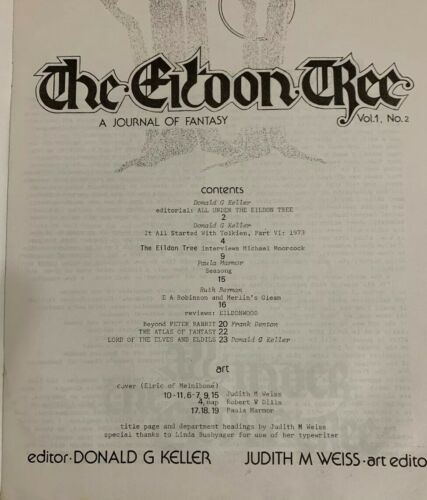 The Eildon Tree
A JOURNAL OF FANTASY Vol.1, No.2
contents
Donald G Keller
editorial: ALL UNDER THE EILDON TREE
2
Donald G Keller
It All Started With Tolkien, Part VI: 1973
4
The Eildon Tree interviews Michael Moorcock
9
Paula Marmor
Seasong
15
Ruth Berman
E A Robinson and Merlin's Gleam
16
reviews: EILDONWOOD
Beyond PETER RABBIT 20 Frank Denton
THE ATLAS OF FANTASY 22
LORD OF THE ELVES AND ELDILS 23 Donald G Keller
art
cover (Elric of Melniboné)
10-11, 6-7, 9, 15 Judith M Weiss
4, map Robert W Dills
17, 18, 19 Paula Marmor
title page and department headings by Judith M Weiss
special thanks to Linda Bushyager for use of her typewriter
editor·DONALD G KELLER JUDITH M WEISS·art edito